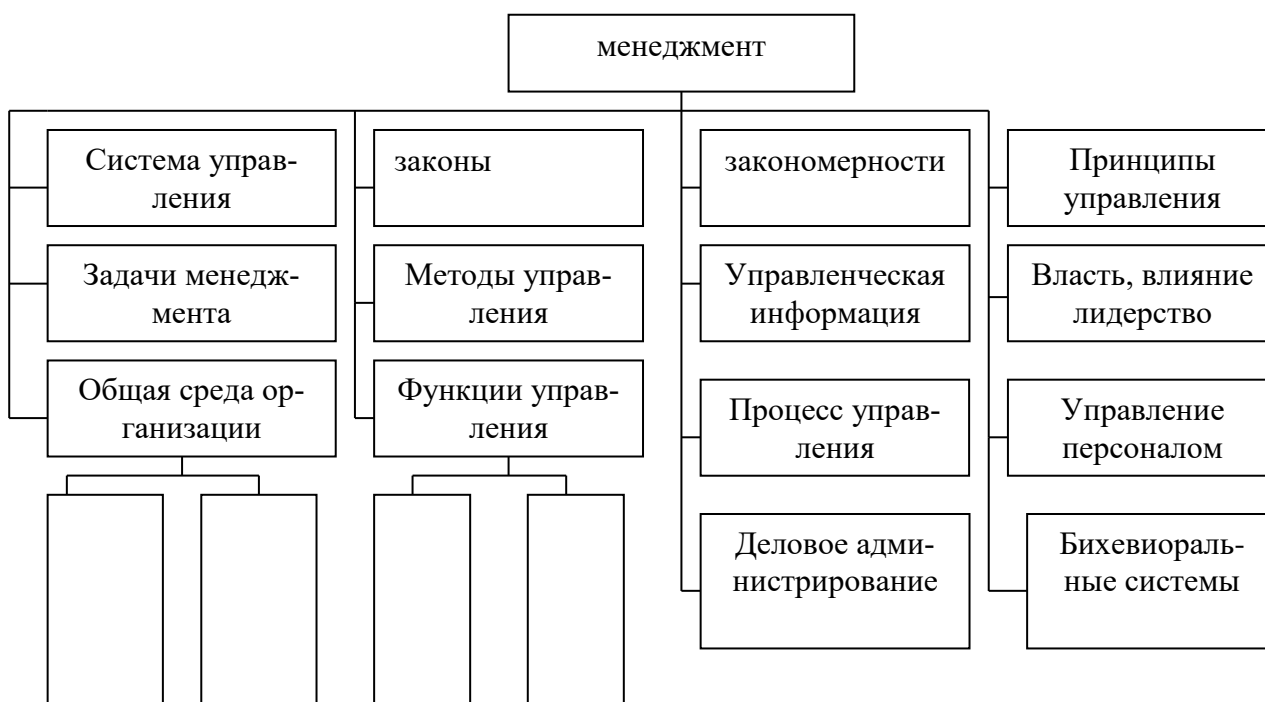 менеджмент
Система управ-
ления
законы
закономерности
Принципы
управления
Задачи менедж-
мента
Методы управ-
ления
Управленческая
информация
Власть, влияние
лидерство
Общая среда ор-
ганизации
Функции управ-
ления
Процесс управ-
ления
Управление
персоналом
Деловое адми-
нистрирование
Бихевиораль-
ные системы